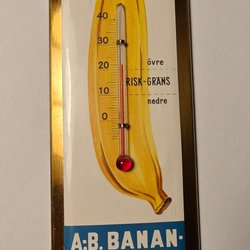 40
30
övre
20
RISK-GRÄNS
10
nedre
0
A.-B. BANAN-